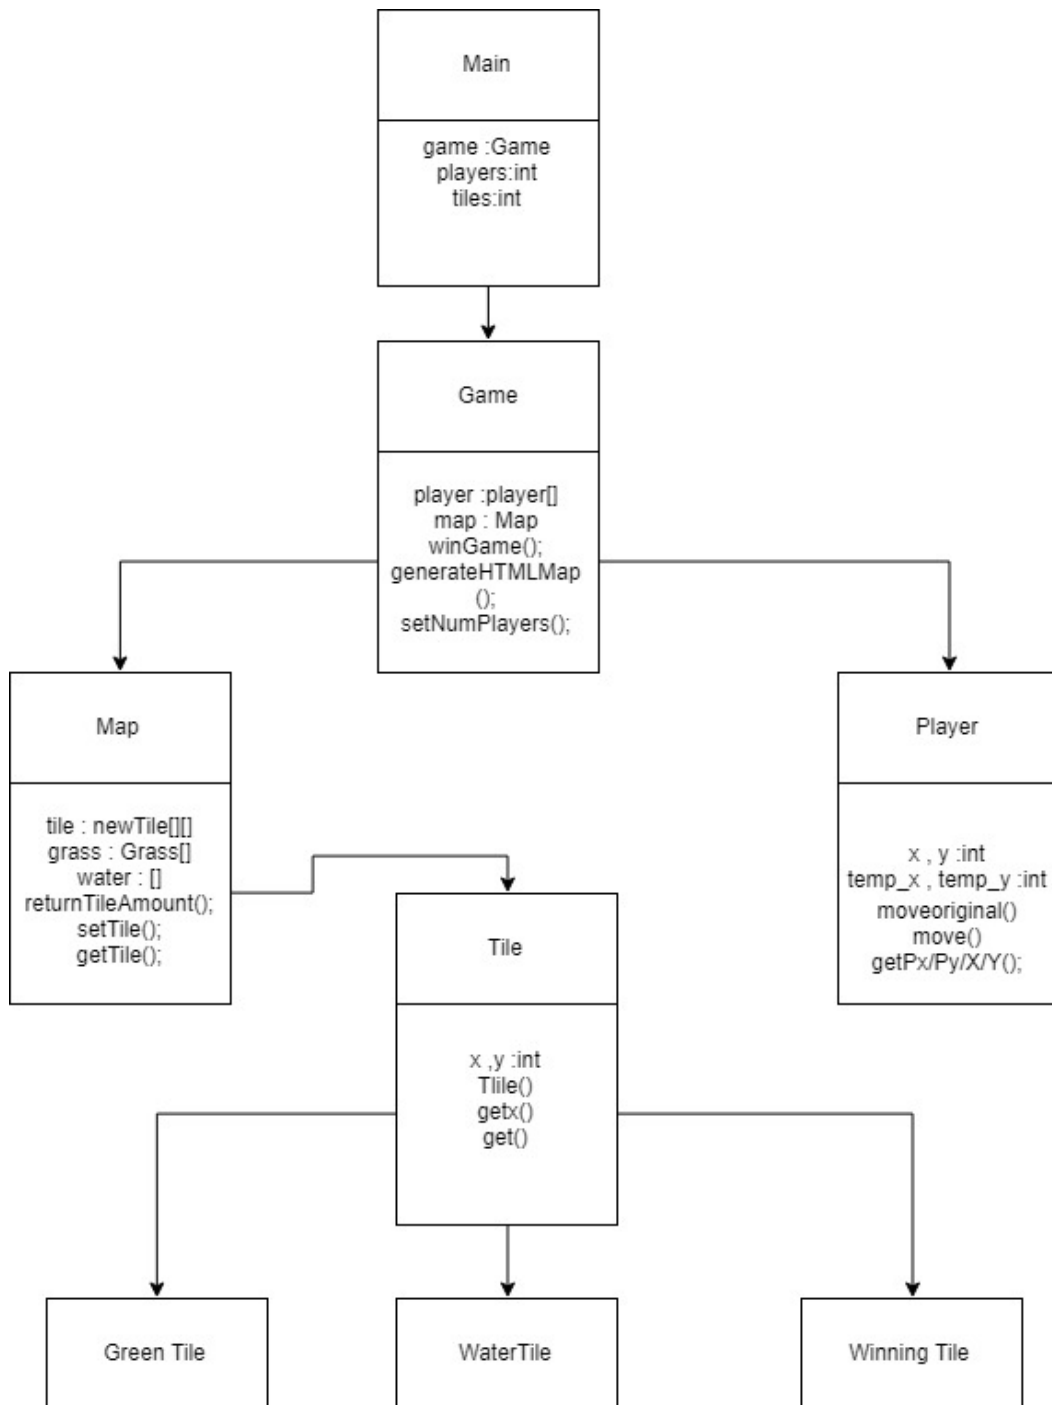 Main
game :Game
players:int
tiles:int
Game
player :player[]
map : Map
winGame();
generateHTMLMap
();
setNumPlayers();
Map
tile : newTile[][]
grass : Grass[]
water : []
returnTileAmount();
setTile();
getTile();
Player
x , y :int
temp_x , temp_y :int
moveoriginal()
move()
getPx/Py/X/Y();
Tile
x ,y :int
Tlile()
getx()
get()
Green Tile
WaterTile
Winning Tile